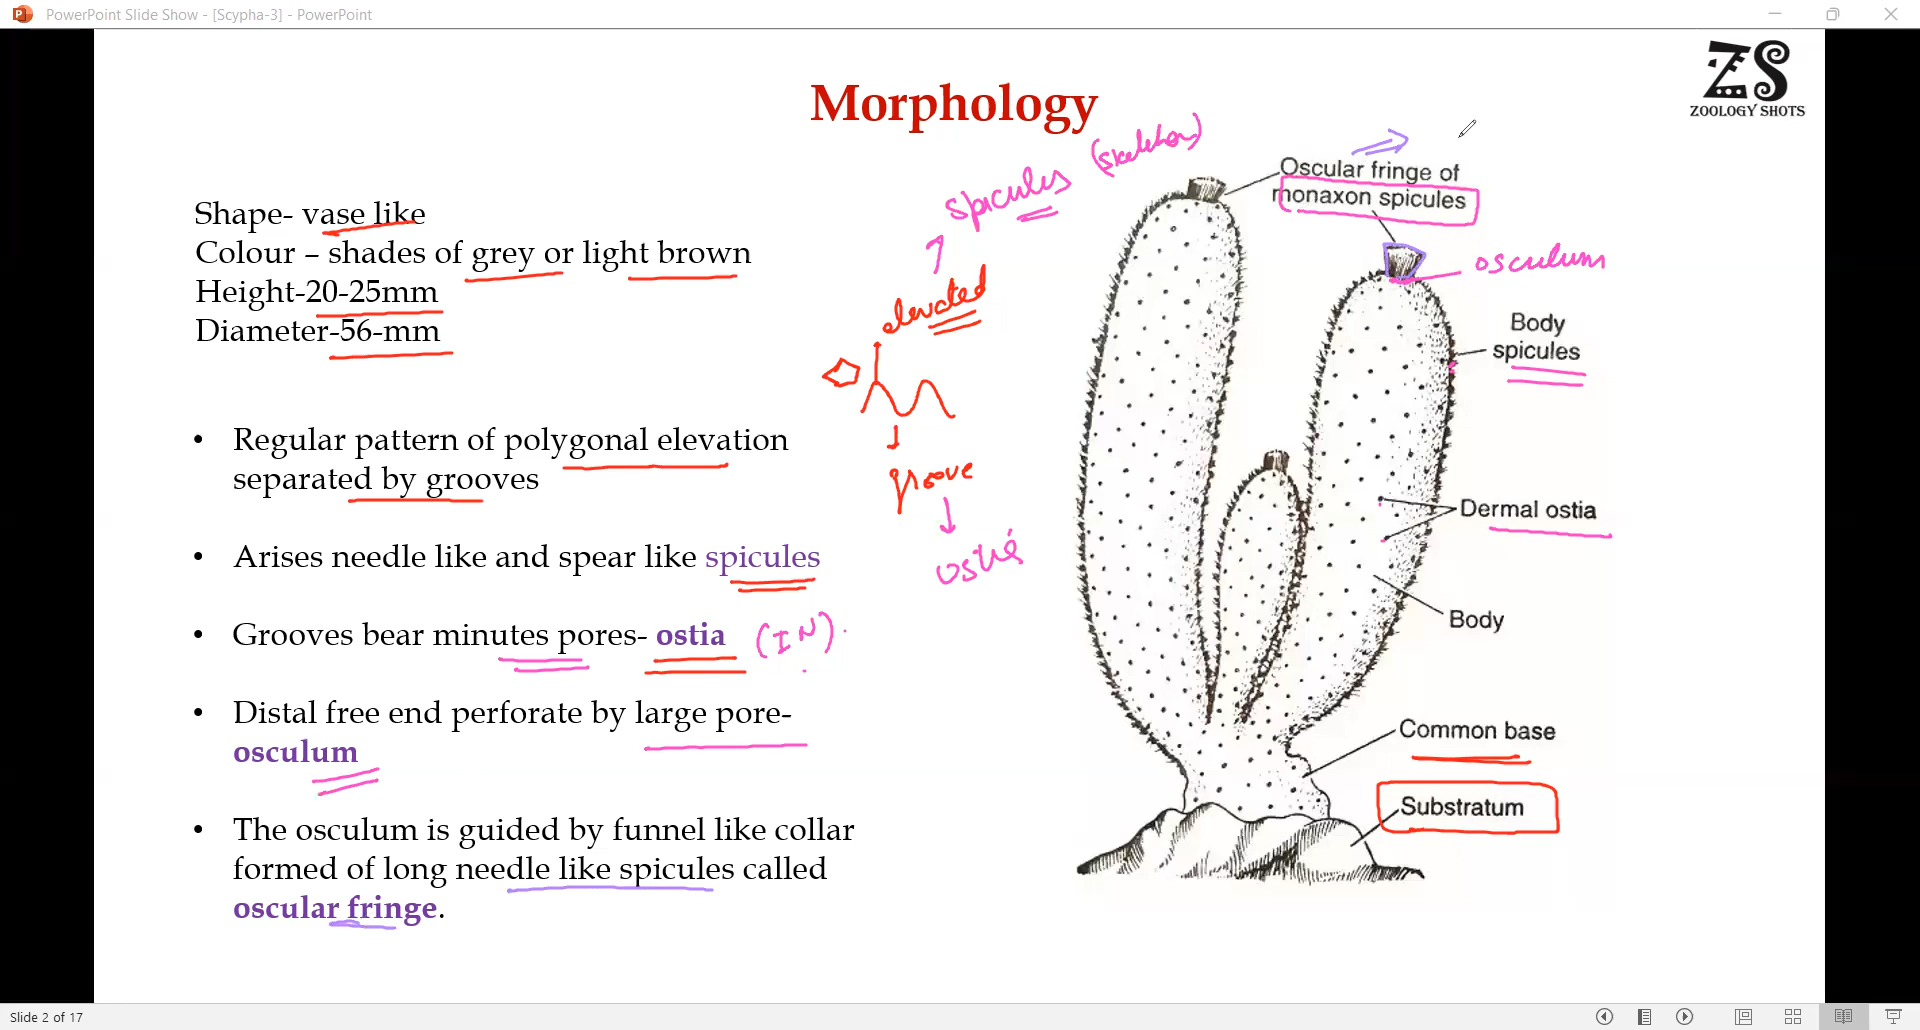 PowerPoint Slide Show - [Scypha-3] - PowerPoint
ZS
ZOOLOGY SHOTS
Morphology
Shape- vase like
Colour – shades of grey or light brown
Height-20-25mm
Diameter-56-mm
• Regular pattern of polygonal elevation
separated by grooves
• Arises needle like and spear like spicules
• Grooves bear minutes pores- ostia (IN)
• Distal free end perforate by large pore-
osculum
• The osculum is guided by funnel like collar
formed of long needle like spicules called
oscular fringe.
spicules (skeleton)
elevated
groove
ostia
Oscular fringe of
monaxon spicules
osculum
Body
spicules
Dermal ostia
Body
Common base
Substratum
Slide 2 of 17